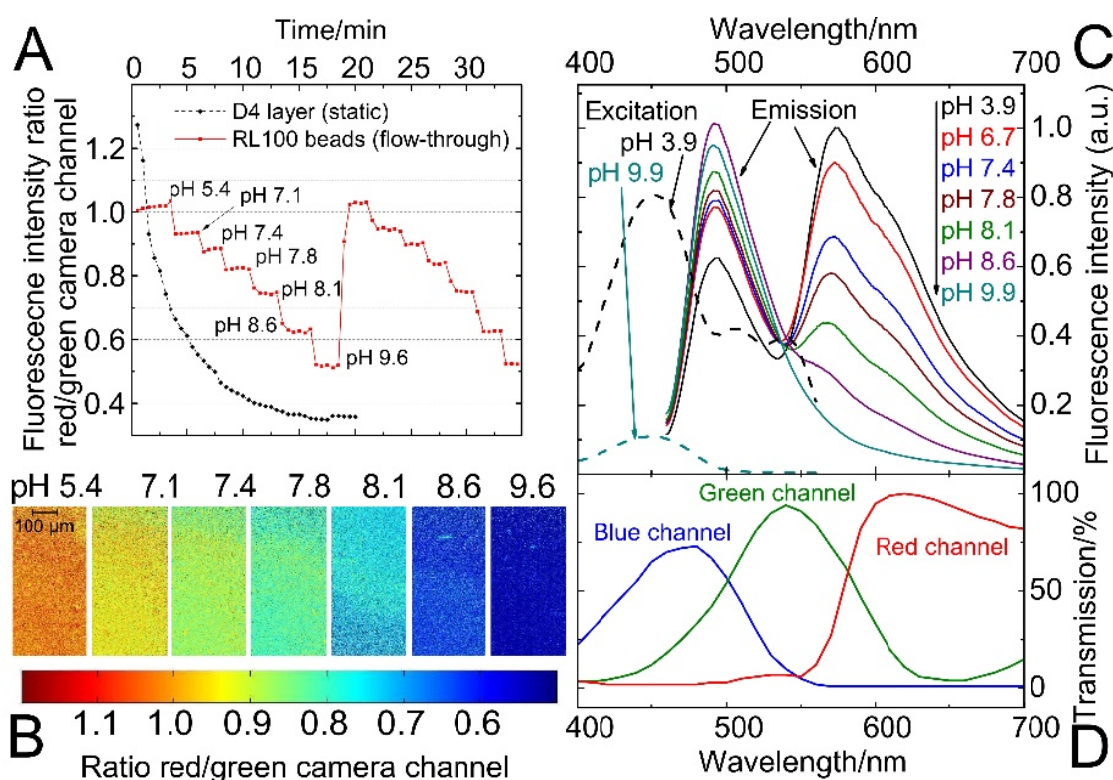 A
Time/min
0 5 10 15 20 25 30
Fluorescecne intensity ratio
red/green camera channel
1.2
1.0
0.8
0.6
0.4
D4 layer (static)
RL100 beads (flow-through)
pH 5.4
pH 7.1
pH 7.4
pH 7.8
pH 8.1
pH 8.6
pH 9.6
C
Wavelength/nm
400 500 600 700
Fluorescence intensity (a.u.)
1.0
0.8
0.6
0.4
0.2
Excitation
Emission
pH 3.9
pH 9.9
pH 3.9
pH 6.7
pH 7.4
pH 7.8
pH 8.1
pH 8.6
pH 9.9
pH 5.4 7.1 7.4 7.8 8.1 8.6 9.6
100 µm
1.1 1.0 0.9 0.8 0.7 0.6
B
Ratio red/green camera channel
Blue channel
Green channel
Red channel
100
50
0
Transmission/%
400 500 600 700
Wavelength/nm
D